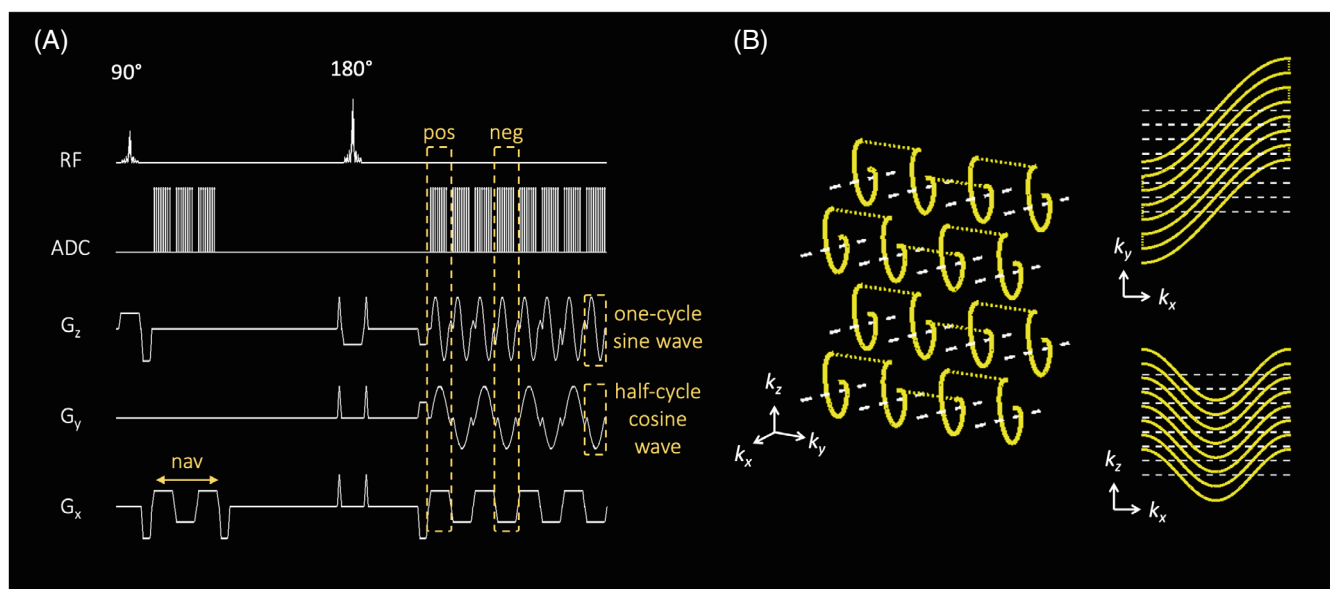 (A)
90°
180°
RF
pos
neg
ADC
Gz
one-cycle
sine wave
Gy
half-cycle
cosine
wave
nav
Gx
(B)
kz
kx
ky
ky
kx
kz
kx